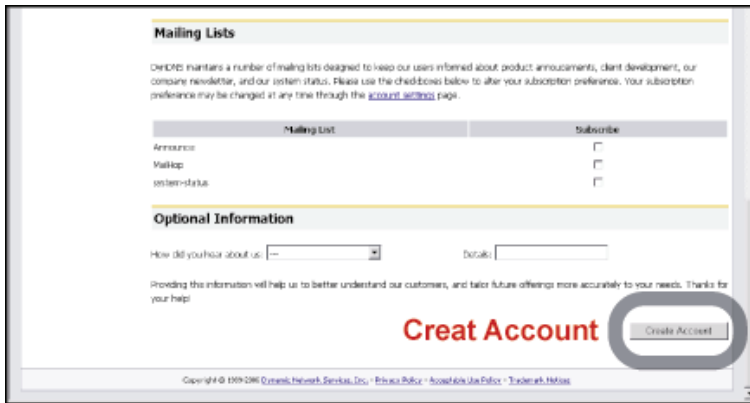 Mailing Lists
DynDNS maintains a number of mailing lists designed to keep our users informed about product annoucements, client development, our
company newsletter, and our system status. Please use the checkboxes below to alter your subscription preference. Your subscription
preference may be changed at any time through the account settings page.
Mailing List Subscribe
Announce
MailHop
system-status
Optional Information
How did you hear about us: --- Details:
Providing this information will help us to better understand our customers, and tailor future offerings more accurately to your needs. Thanks for
your help!
Creat Account Create Account
Copyright © 1999-2006 Dynamic Network Services, Inc. - Privacy Policy - Acceptable Use Policy - Trademark Notices